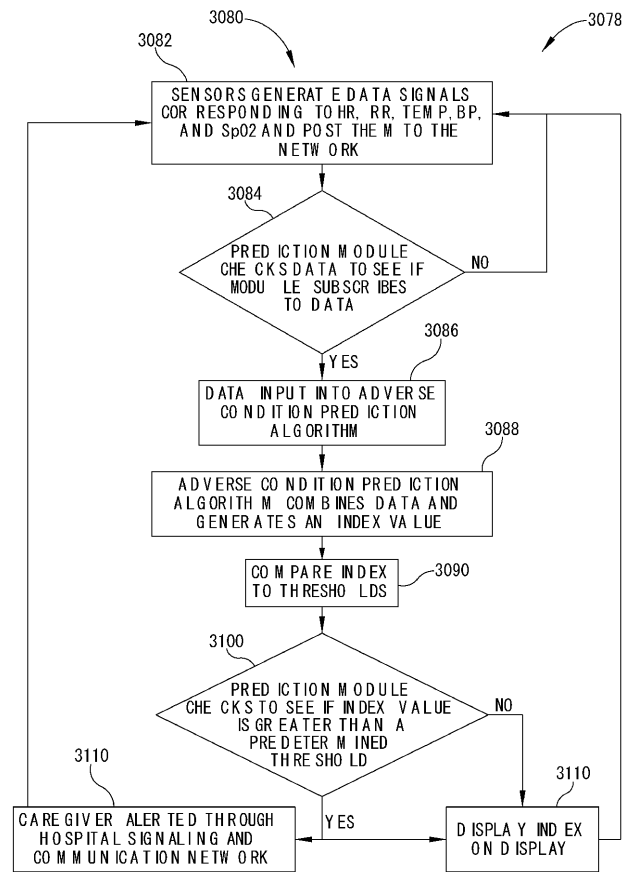 3080
3078
3082
SENSORS GENERATE DATA SIGNALS
CORRESPONDING TO HR, RR, TEMP, BP,
AND SpO2 AND POST THEM TO THE
NETWORK
3084
PREDICTION MODULE
CHECKS DATA TO SEE IF
MODULE SUBSCRIBES
TO DATA
NO
YES
3086
DATA INPUT INTO ADVERSE
CONDITION PREDICTION
ALGORITHM
3088
ADVERSE CONDITION PREDICTION
ALGORITHM COMBINES DATA AND
GENERATES AN INDEX VALUE
3090
COMPARE INDEX
TO THRESHOLDS
3100
PREDICTION MODULE
CHECKS TO SEE IF INDEX VALUE
IS GREATER THAN A
PREDETERMINED
THRESHOLD
NO
YES
3110
CAREGIVER ALERTED THROUGH
HOSPITAL SIGNALING AND
COMMUNICATION NETWORK
3110
DISPLAY INDEX
ON DISPLAY